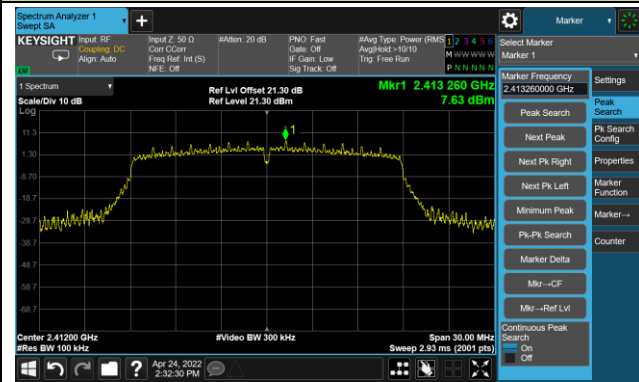 Spectrum Analyzer 1
Swept SA
Marker
KEYSIGHT
Input: RF
Coupling: DC
Align: Auto
Input Z: 50 Ω
Corr CCorr
Freq Ref: Int (S)
NFE: Off
#Atten: 20 dB
PNO: Fast
Gate: Off
IF Gain: Low
Sig Track: Off
#Avg Type: Power (RMS
Avg|Hold:>10/10
Trig: Free Run
1 2 3 4 5 6
M W W W W W
P N N N N N
LXI
Select Marker
Marker 1
1 Spectrum
Scale/Div 10 dB
Log
Ref Lvl Offset 21.30 dB
Ref Level 21.30 dBm
Mkr1 2.413 260 GHz
7.63 dBm
1
11.3
1.30
-8.70
-18.7
-28.7
-38.7
-48.7
-58.7
-68.7
Center 2.41200 GHz
#Res BW 100 kHz
#Video BW 300 kHz
Span 30.00 MHz
Sweep 2.93 ms (2001 pts)
Marker Frequency
2.413260000 GHz
Peak Search
Next Peak
Next Pk Right
Next Pk Left
Minimum Peak
Pk-Pk Search
Marker Delta
Mkr→CF
Mkr→Ref Lvl
Continuous Peak
Search
On
Off
Settings
Peak
Search
Pk Search
Config
Properties
Marker
Function
Marker→
Counter
Apr 24, 2022
2:32:30 PM